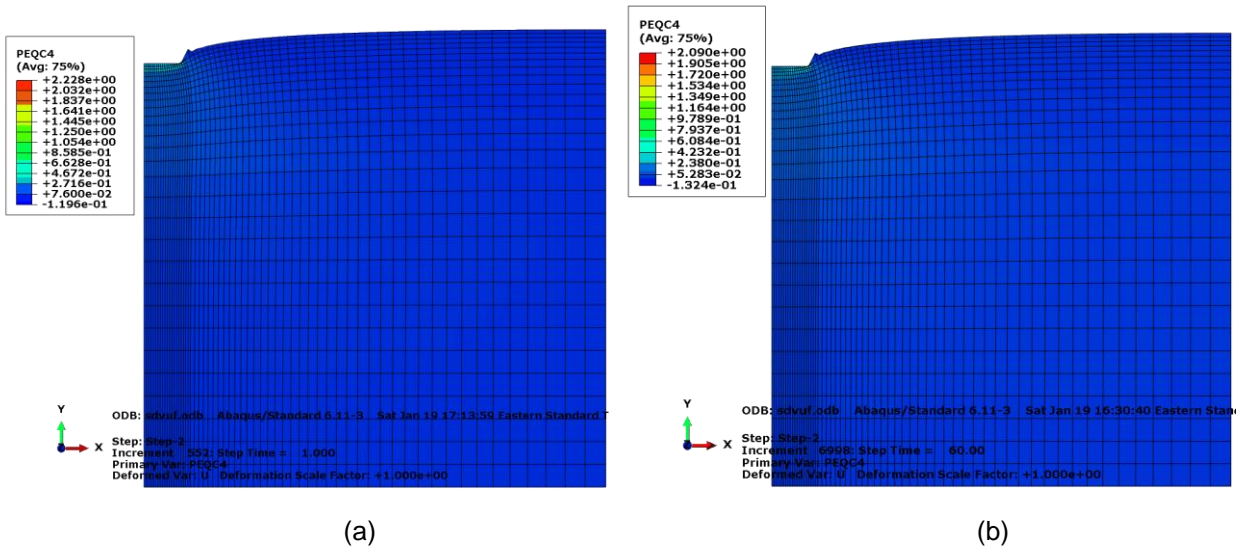 PEQC4
(Avg: 75%)
+2.228e+00
+2.032e+00
+1.837e+00
+1.641e+00
+1.445e+00
+1.250e+00
+1.054e+00
+8.585e-01
+6.628e-01
+4.672e-01
+2.716e-01
+7.600e-02
-1.196e-01
Y
X
ODB: sdvuf.odb Abaqus/Standard 6.11-3 Sat Jan 19 17:13:59 Eastern Standard T
Step: Step-2
Increment 552: Step Time = 1.000
Primary Var: PEQC4
Deformed Var: U Deformation Scale Factor: +1.000e+00
(a)
PEQC4
(Avg: 75%)
+2.090e+00
+1.905e+00
+1.720e+00
+1.534e+00
+1.349e+00
+1.164e+00
+9.789e-01
+7.937e-01
+6.084e-01
+4.232e-01
+2.380e-01
+5.283e-02
-1.324e-01
Y
X
ODB: sdvuf.odb Abaqus/Standard 6.11-3 Sat Jan 19 16:30:40 Eastern Stand
Step: Step-2
Increment 6998: Step Time = 60.00
Primary Var: PEQC4
Deformed Var: U Deformation Scale Factor: +1.000e+00
(b)